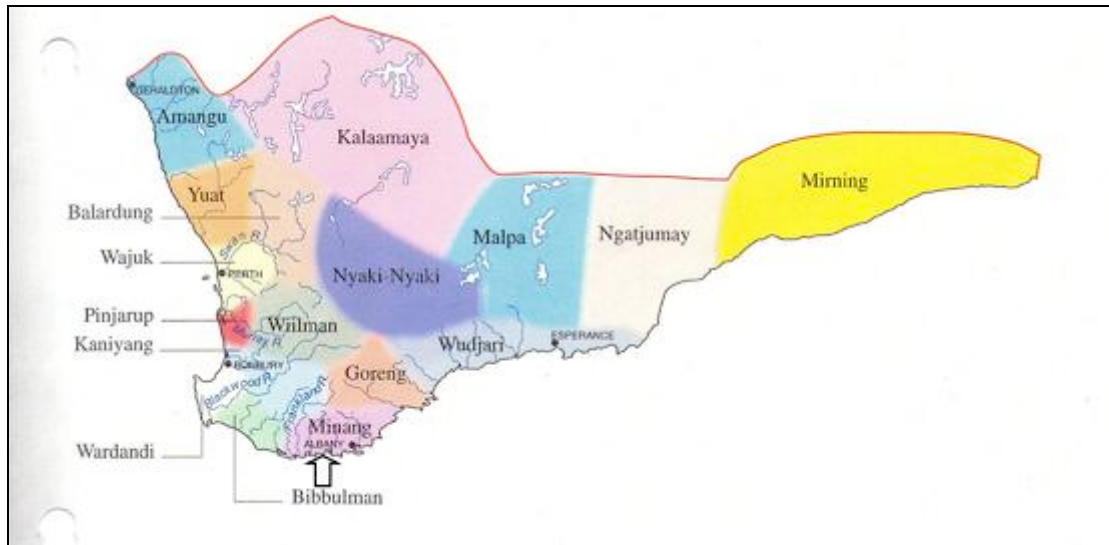 GERALDTON
Amangu
Kalaamaya
Mirning
Yuat
Balardung
Malpa
Ngatjumay
Swan R.
Wajuk
PERTH
Nyaki-Nyaki
Pinjarup
Wiilman
Murray R.
Kaniyang
Wudjari
ESPERANCE
BUNBURY
Goreng
Blackwood R.
Frankland R.
Minang
ALBANY
Wardandi
Bibbulman